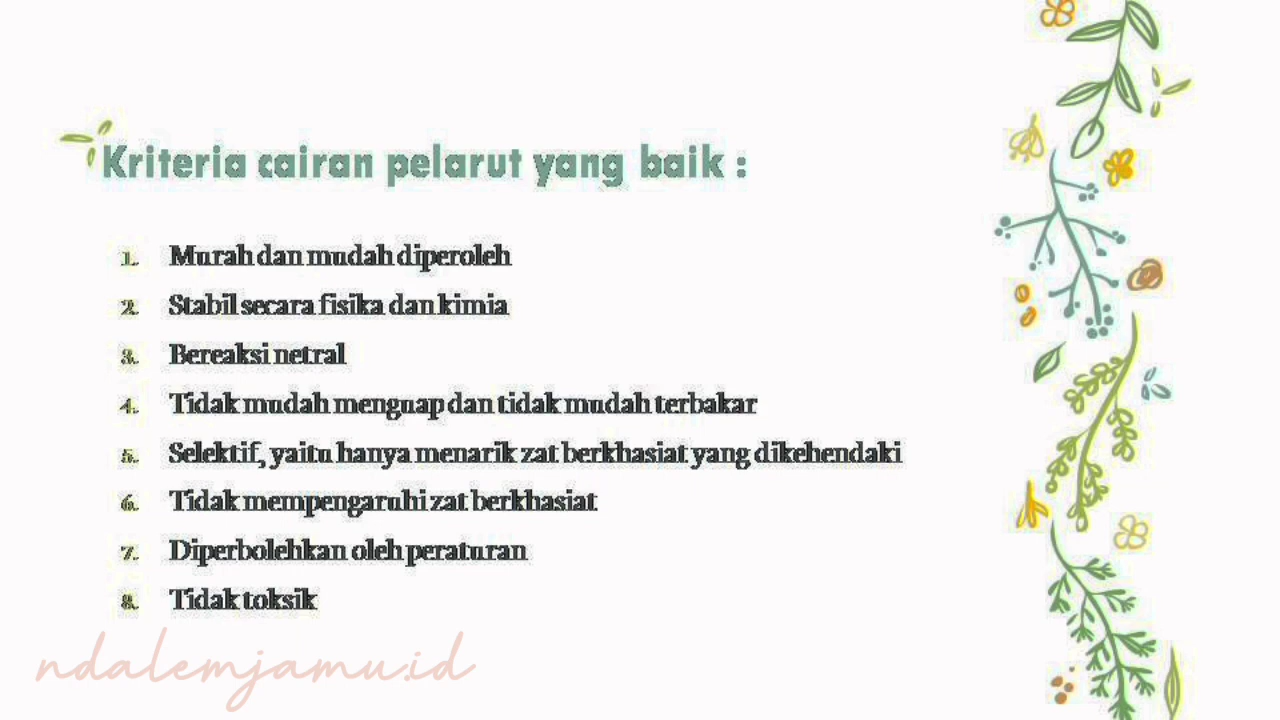 Kriteria cairan pelarut yang baik :
1. Murah dan mudah diperoleh
2. Stabil secara fisika dan kimia
3. Bereaksi netral
4. Tidak mudah menguap dan tidak mudah terbakar
5. Selektif, yaitu hanya menarik zat berkhasiat yang dikehendaki
6. Tidak mempengaruhi zat berkhasiat
7. Diperbolehkan oleh peraturan
8. Tidak toksik
ndalemjamu.id